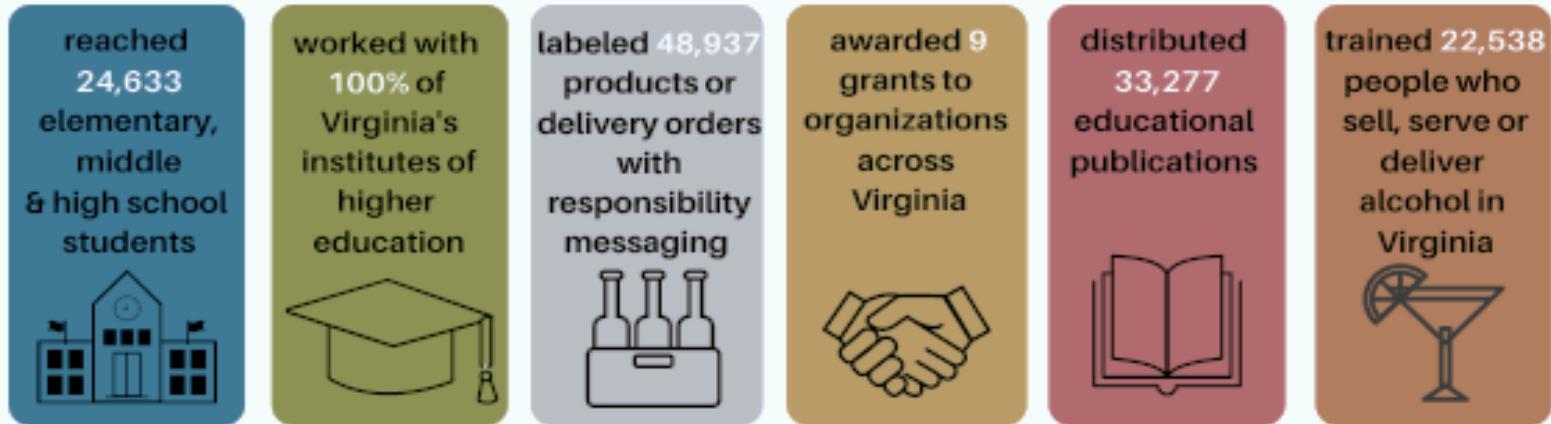 reached
24,633
elementary,
middle
& high school
students
worked with
100% of
Virginia's
institutes of
higher
education
labeled 48,937
products or
delivery orders
with
responsibility
messaging
awarded 9
grants to
organizations
across
Virginia
distributed
33,277
educational
publications
trained 22,538
people who
sell, serve or
deliver
alcohol in
Virginia